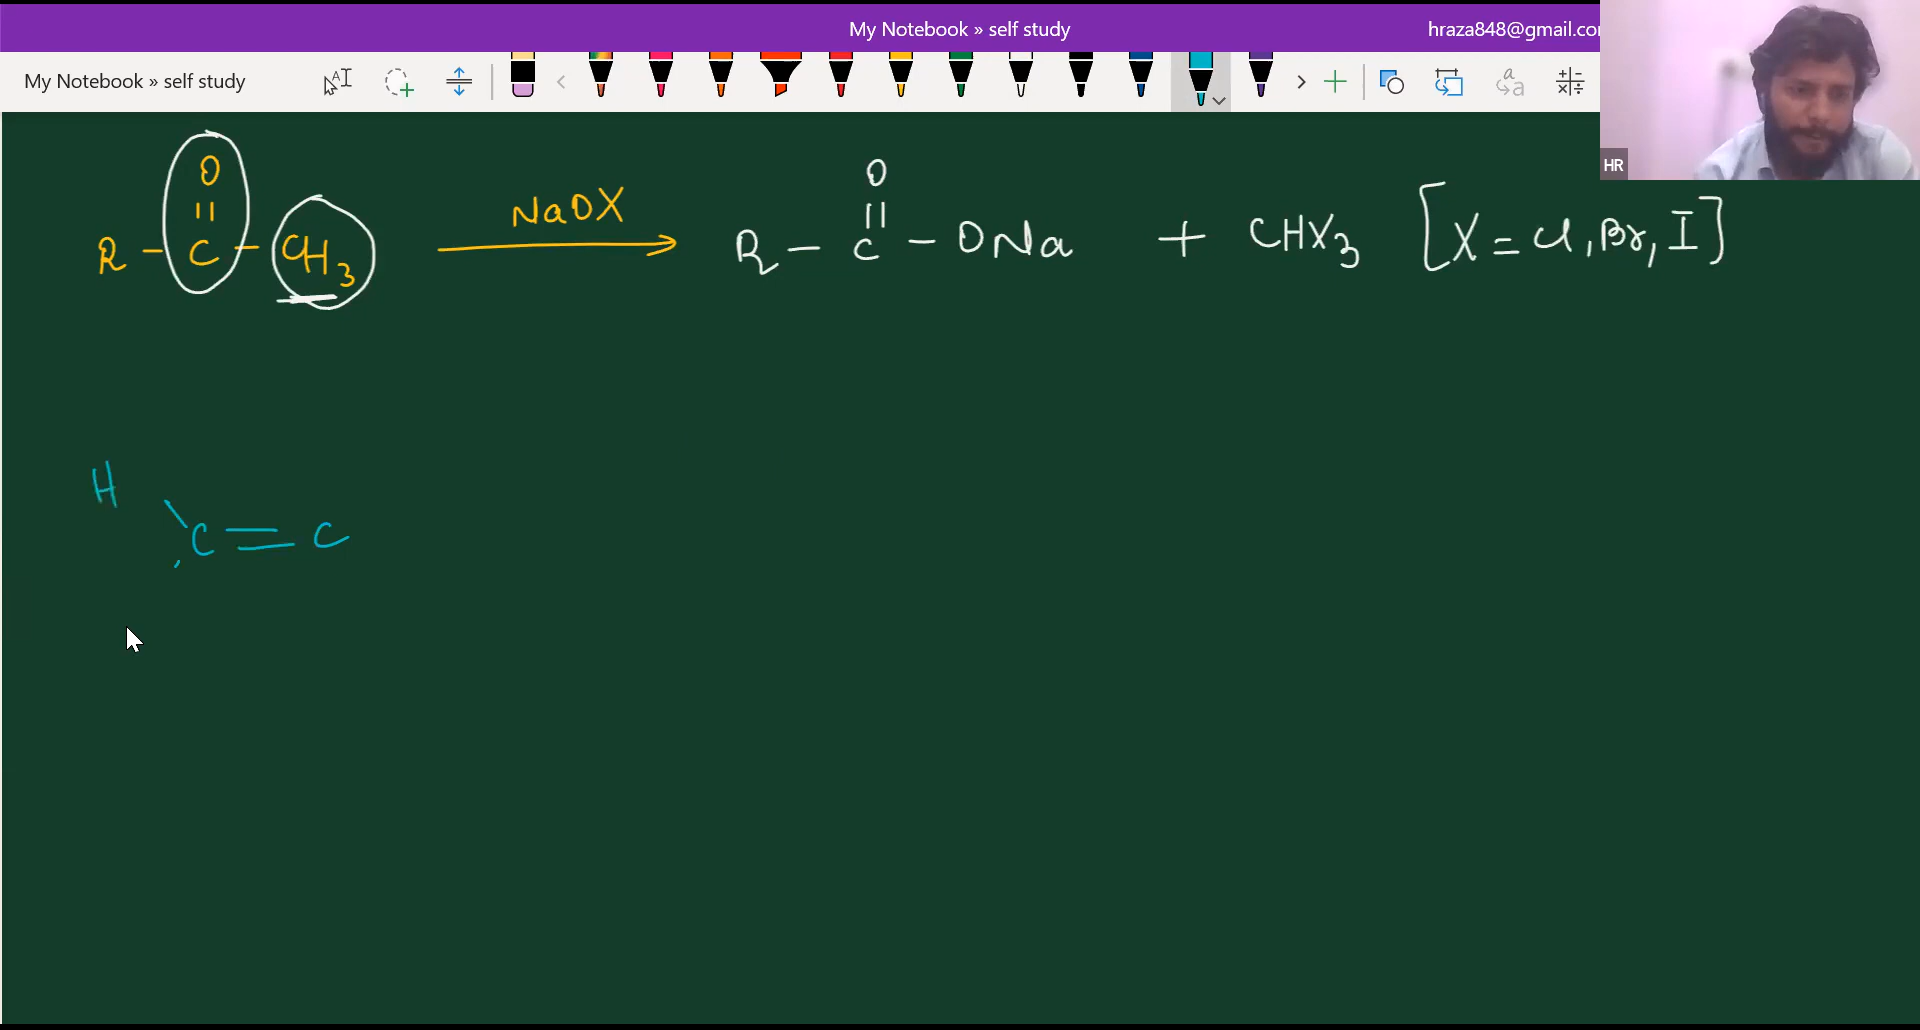 My Notebook » self study
hraza848@gmail.co
My Notebook » self study
HR
O
||
R - C - CH3
NaOX
O
||
R - C - ONa + CHX3 [X = Cl, Br, I]
H
C = C